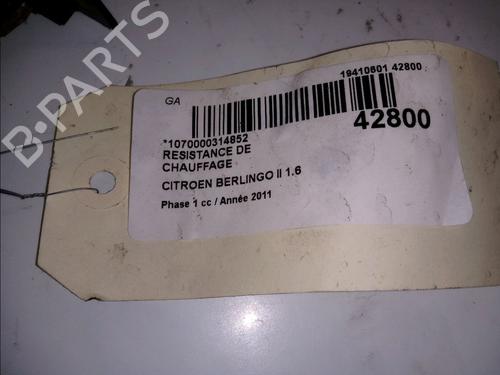 B-PARTS
GA
19410601 42800
*1070000314852
42800
RESISTANCE DE
CHAUFFAGE
CITROEN BERLINGO II 1.6
Phase 1 cc / Année 2011